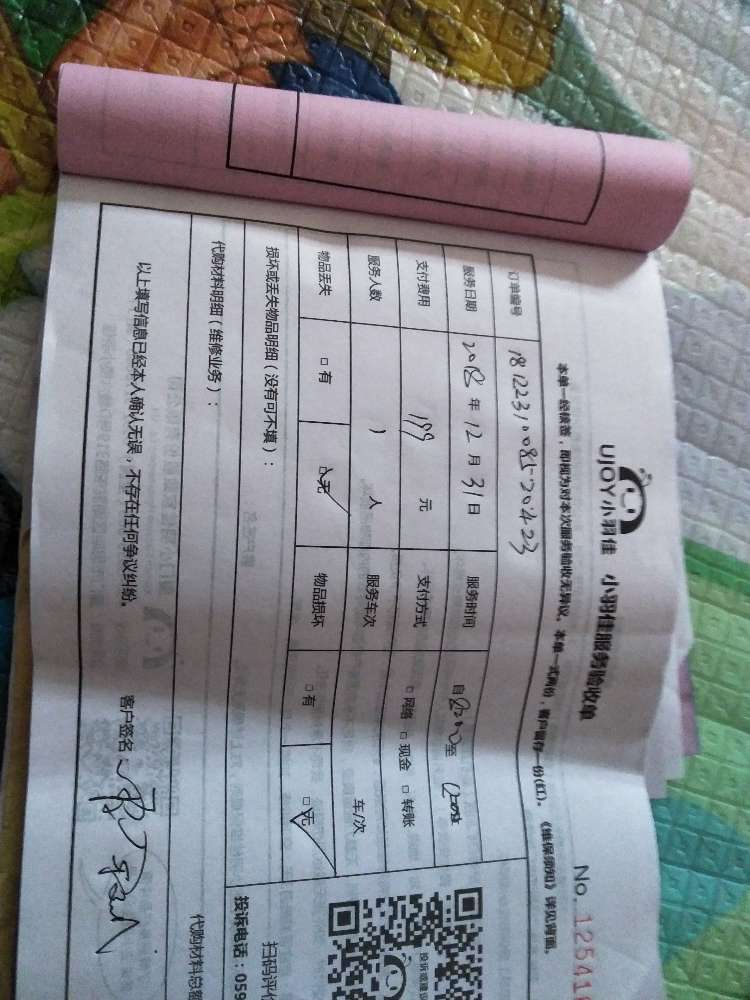 UJOY小羽佳 小羽佳服务验收单
No. 12541
本单一经核签，即视为对本次服务验收无异议。本单一式两份，客户留存一份(红)。《维保须知》详见背面。
订单编号
服务日期 2018 年 12 月 31 日 服务时间 自 至
支付费用 199 元 支付方式 □ 网络 □ 现金 □ 转账
服务人数 1 人 服务车次 车/次
物品丢失 □ 有 □ 无 物品损坏 □ 有 □ 无
损坏或丢失物品明细（没有可不填）：
代购材料明细（维修业务）：
代购材料总
以上填写信息已经本人确认无误，不存在任何争议纠纷。 客户签名：
扫码评
投诉电话：059